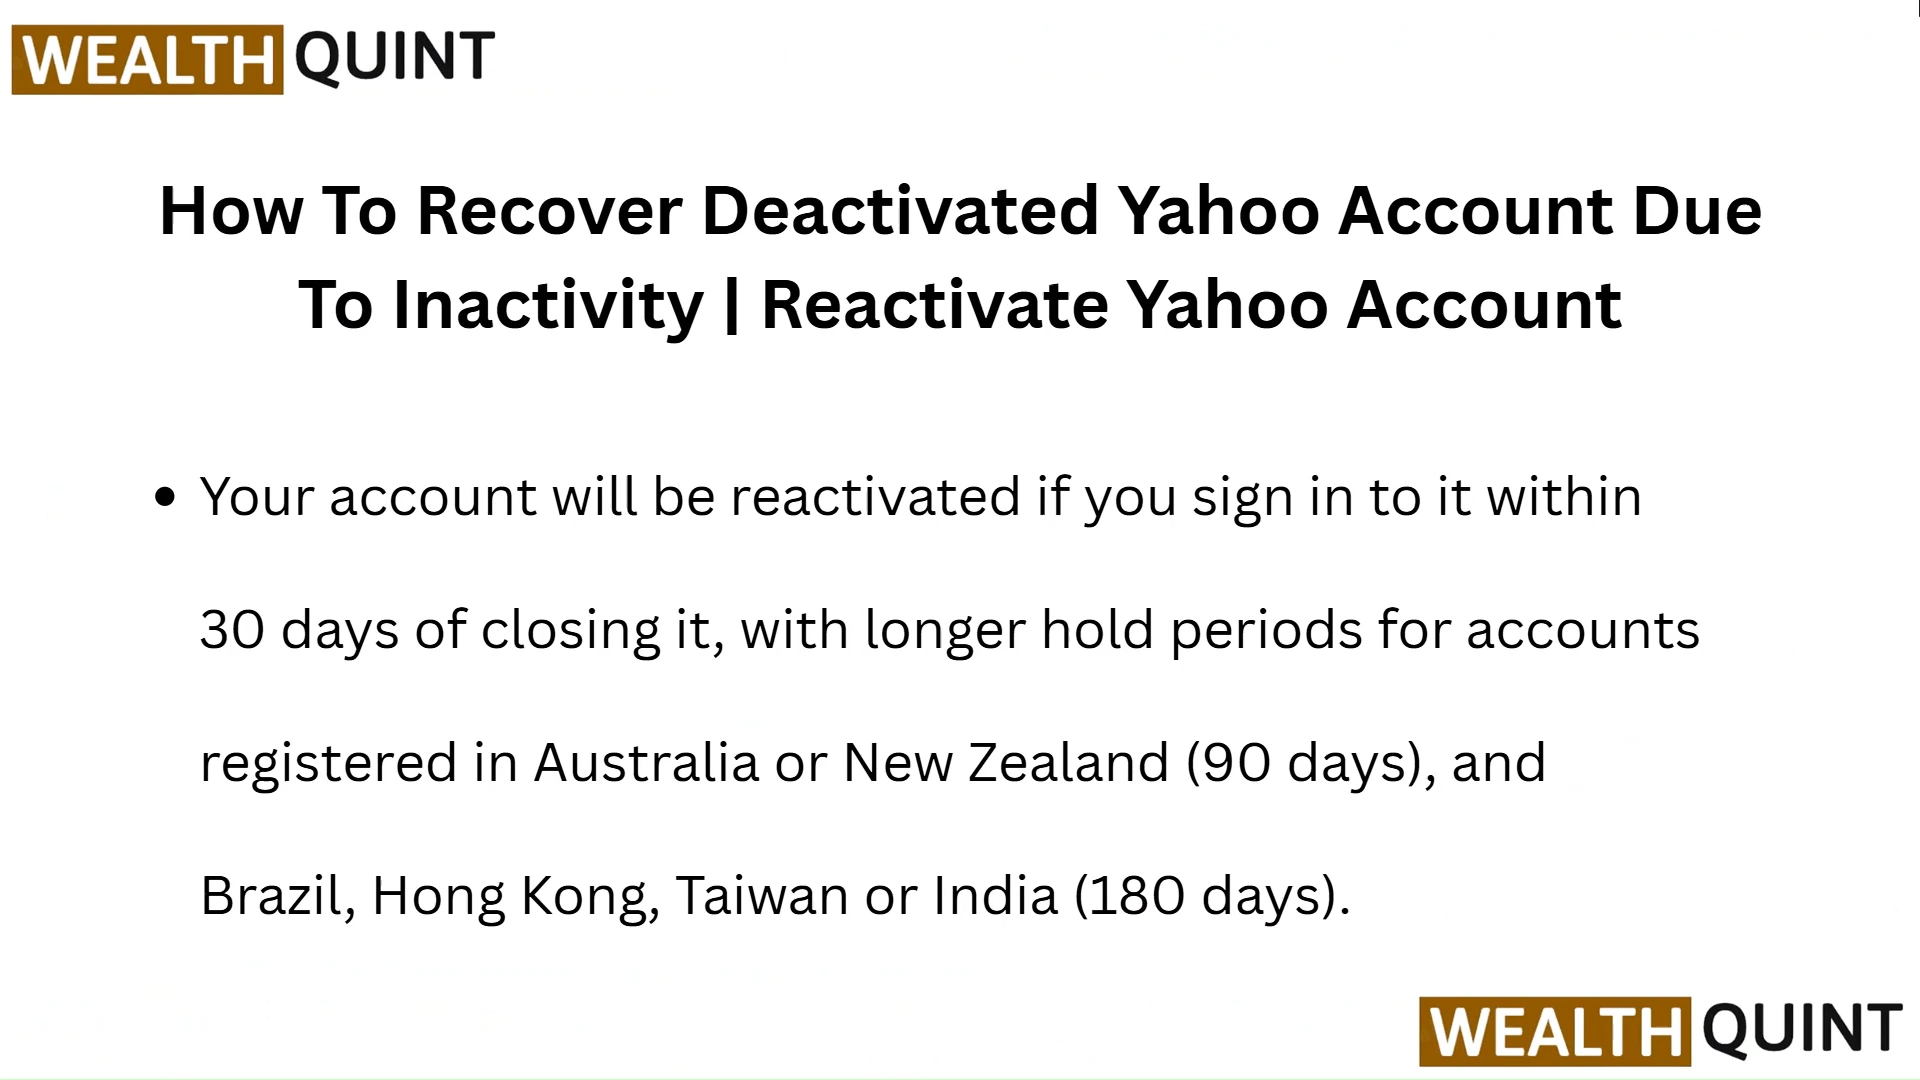 WEALTH QUINT
How To Recover Deactivated Yahoo Account Due
To Inactivity | Reactivate Yahoo Account
• Your account will be reactivated if you sign in to it within
30 days of closing it, with longer hold periods for accounts
registered in Australia or New Zealand (90 days), and
Brazil, Hong Kong, Taiwan or India (180 days).
WEALTH QUINT